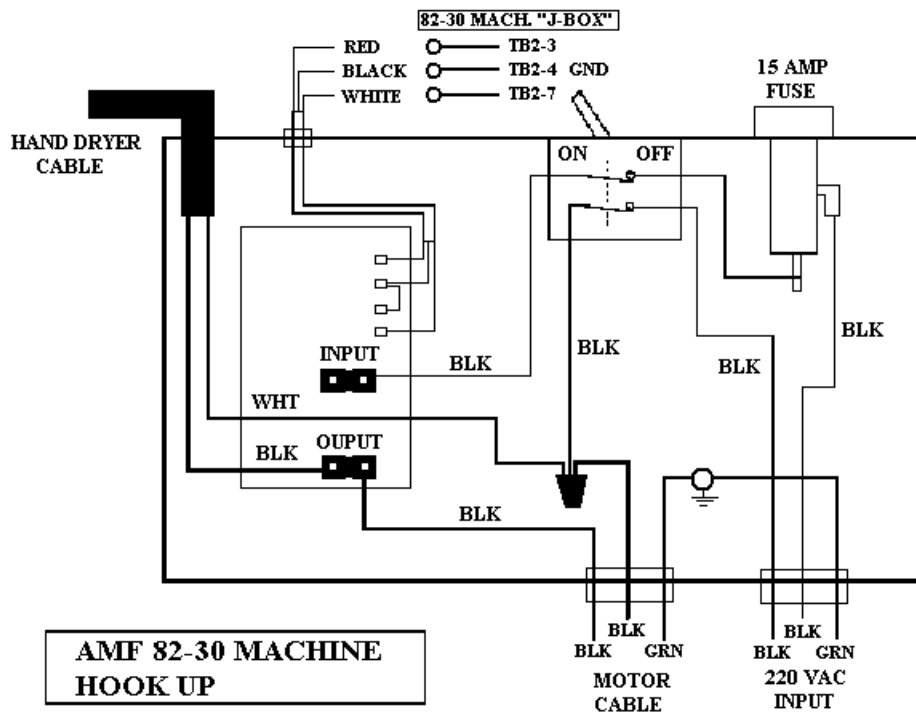 82-30 MACH. "J-BOX"
RED TB2-3
BLACK TB2-4 GND
WHITE TB2-7
15 AMP
FUSE
HAND DRYER
CABLE
ON OFF
INPUT
BLK
BLK
BLK
BLK
WHT
OUPUT
BLK
BLK
BLK
BLK GRN
BLK
BLK GRN
MOTOR
CABLE
220 VAC
INPUT
AMF 82-30 MACHINE
HOOK UP